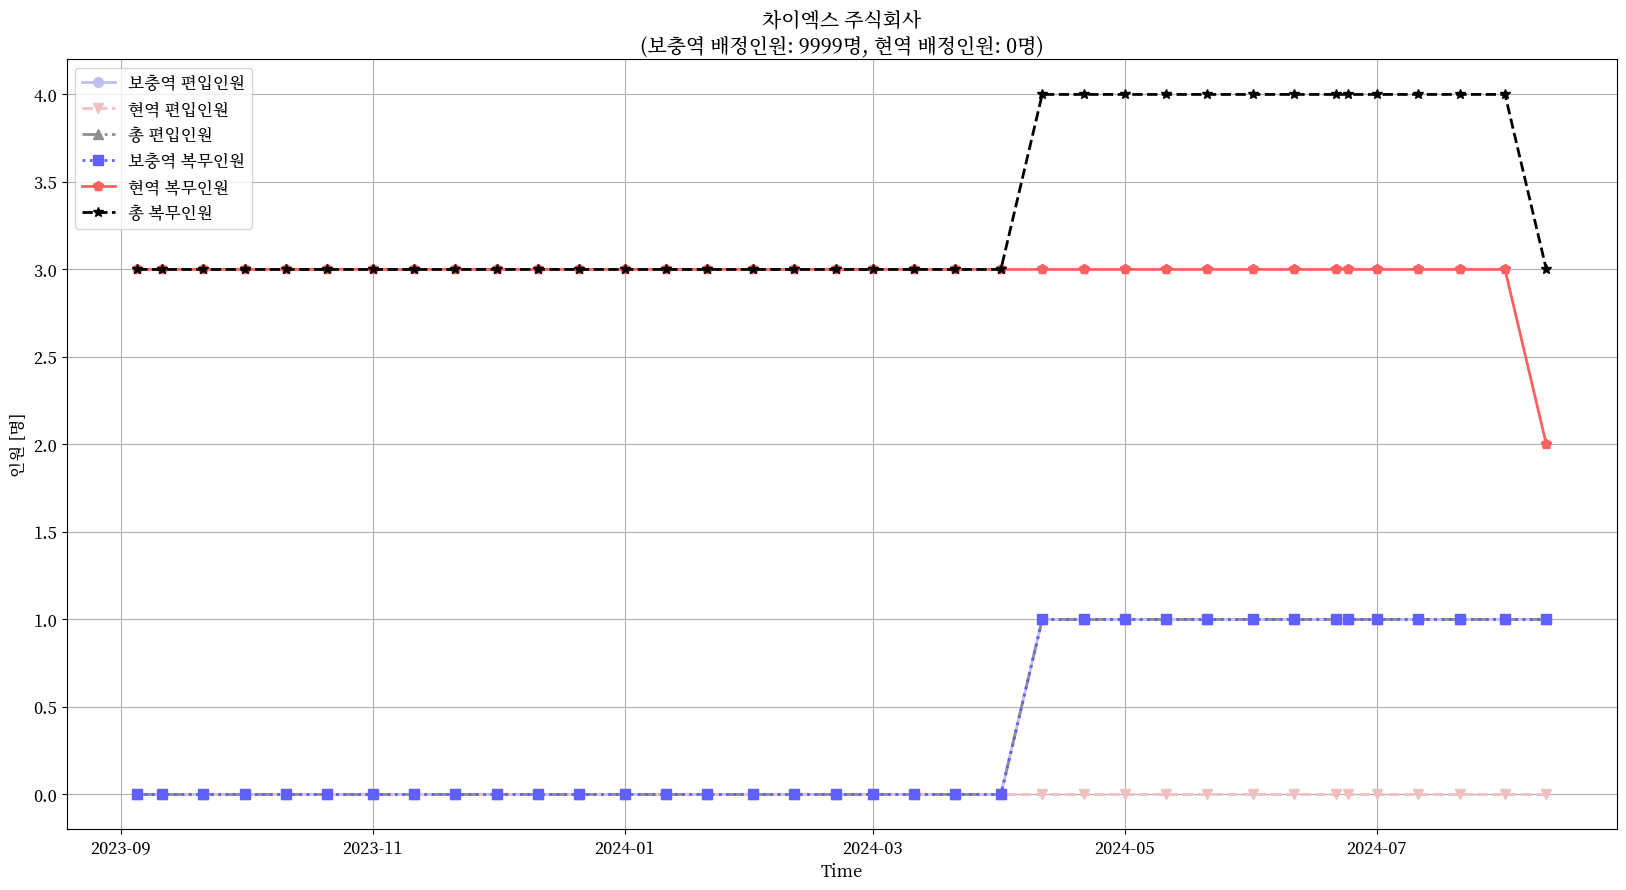 차이엑스 주식회사
(보충역 배정인원: 9999명, 현역 배정인원: 0명)
보충역 편입인원
현역 편입인원
총 편입인원
보충역 복무인원
현역 복무인원
총 복무인원
인원 [명]
4.0
3.5
3.0
2.5
2.0
1.5
1.0
0.5
0.0
2023-09
2023-11
2024-01
2024-03
2024-05
2024-07
Time